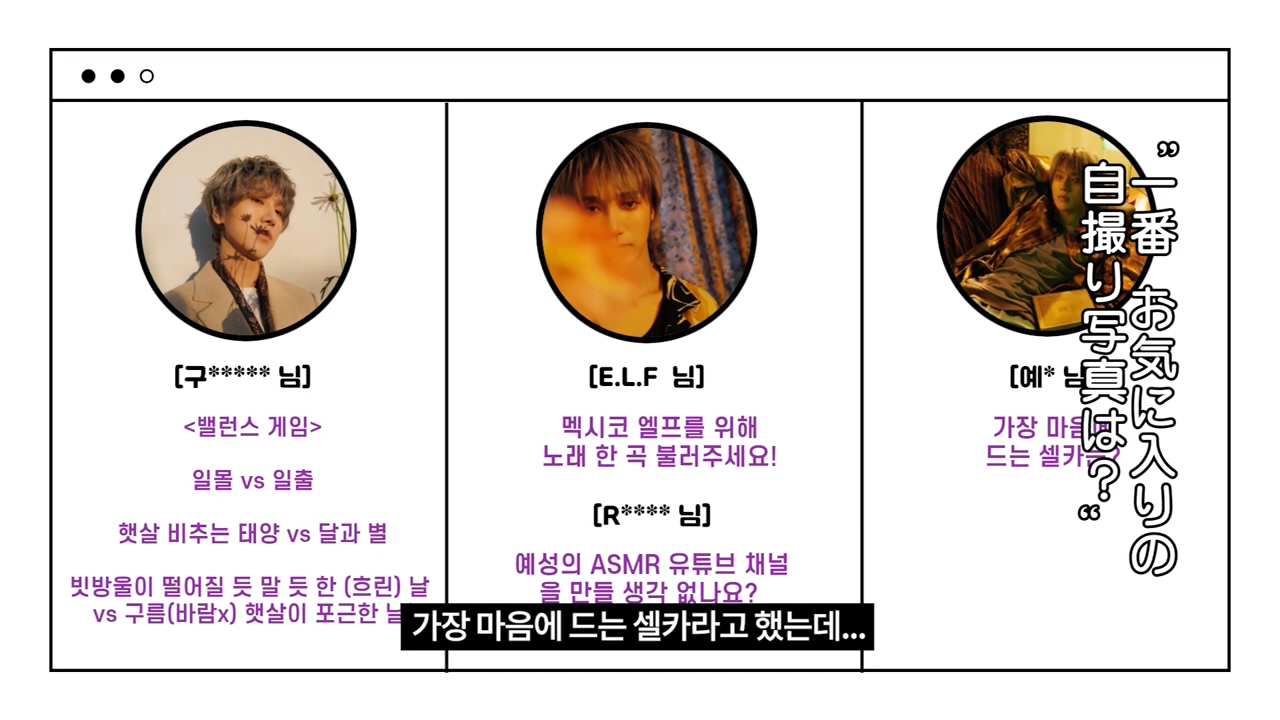 [구***** 님]
<밸런스 게임>
일몰 vs 일출
햇살 비추는 태양 vs 달과 별
빗방울이 떨어질 듯 말 듯 한 (흐린) 날
vs 구름(바람x) 햇살이 포근한 날
[E.L.F 님]
멕시코 엘프를 위해
노래 한 곡 불러주세요!
[R**** 님]
예성의 ASMR 유튜브 채널
을 만들 생각 없나요?
[예* 님]
가장 마음에
드는 셀카는?
"一番 お気に入りの
自撮り写真は?"
가장 마음에 드는 셀카라고 했는데...